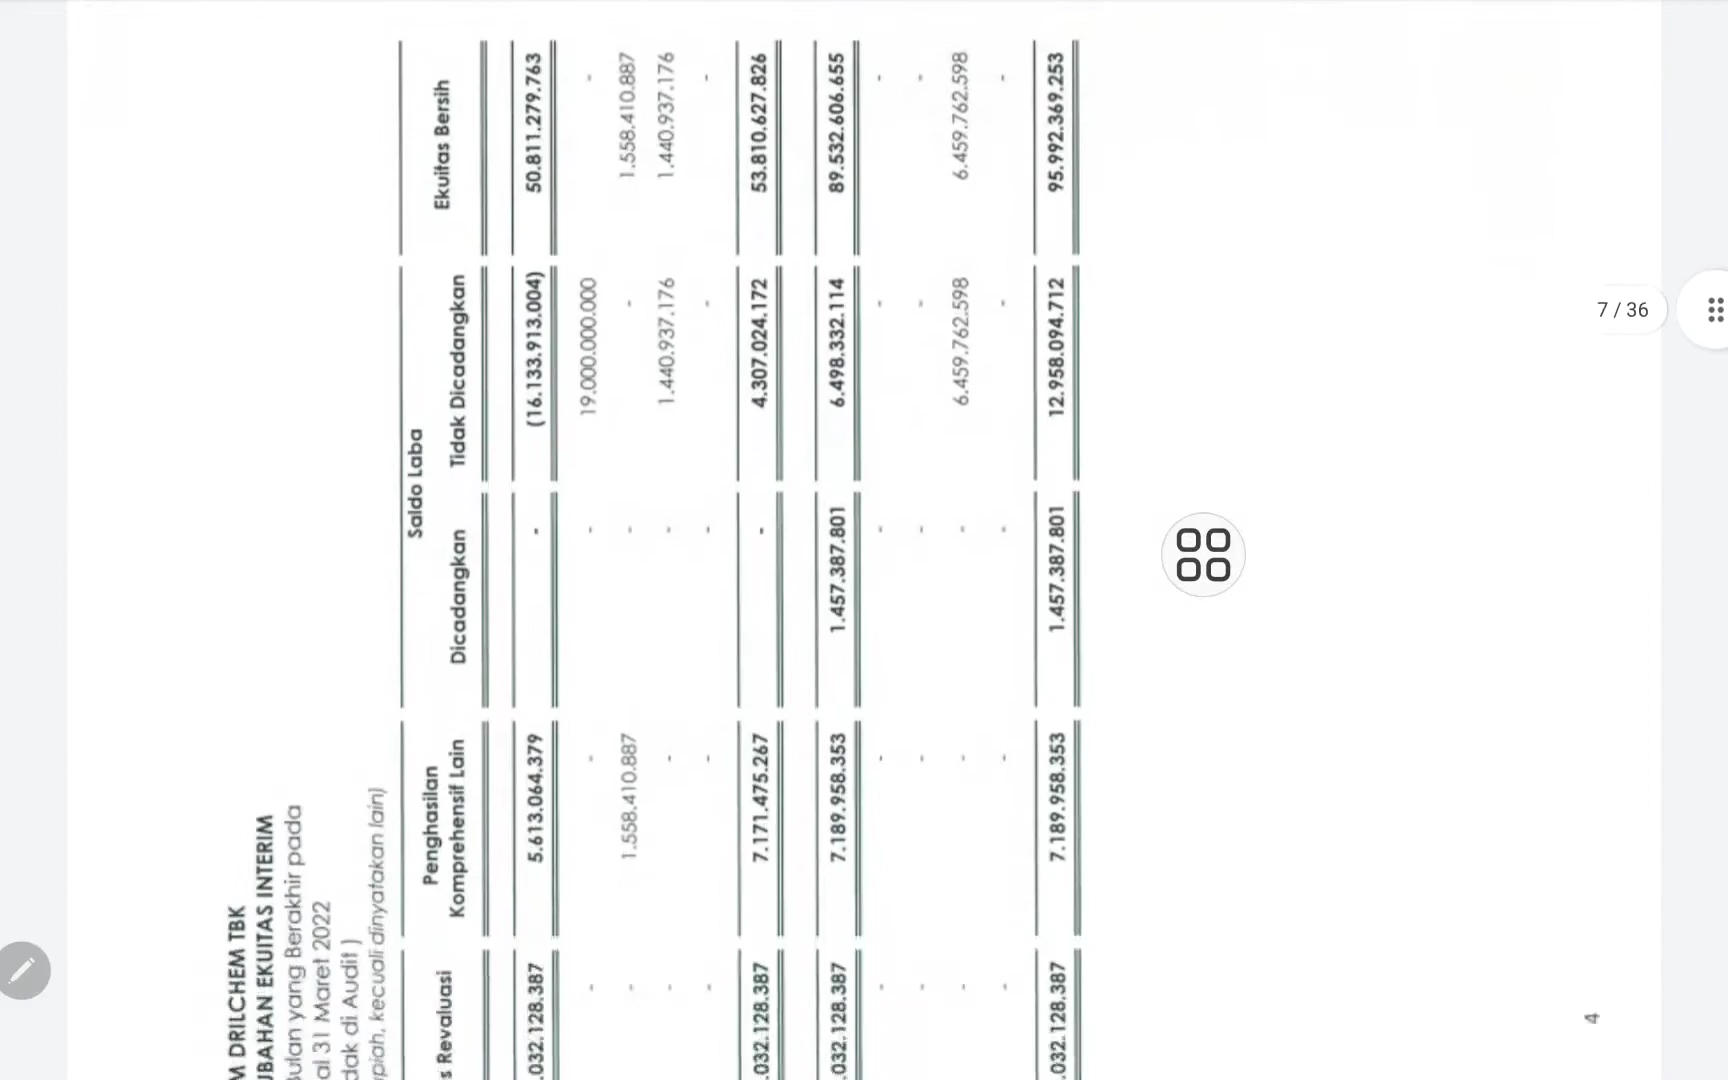 M DRILCHEM TBK
UBAHAN EKUITAS INTERIM
Bulan yang Berakhir pada
al 31 Maret 2022
dak di Audit )
upiah, kecuali dinyatakan lain)
Saldo Laba
s Revaluasi Penghasilan Komprehensif Lain Dicadangkan Tidak Dicadangkan Ekuitas Bersih
.032.128.387 5.613.064.379 - (16.133.913.004) 50.811.279.763
- - - 19.000.000.000 -
- 1.558.410.887 - - 1.558.410.887
- - - 1.440.937.176 1.440.937.176
- - - - -
.032.128.387 7.171.475.267 - 4.307.024.172 53.810.627.826
.032.128.387 7.189.958.353 1.457.387.801 6.498.332.114 89.532.606.655
- - - - -
- - - - -
- - - 6.459.762.598 6.459.762.598
- - - - -
.032.128.387 7.189.958.353 1.457.387.801 12.958.094.712 95.992.369.253
4
7 / 36